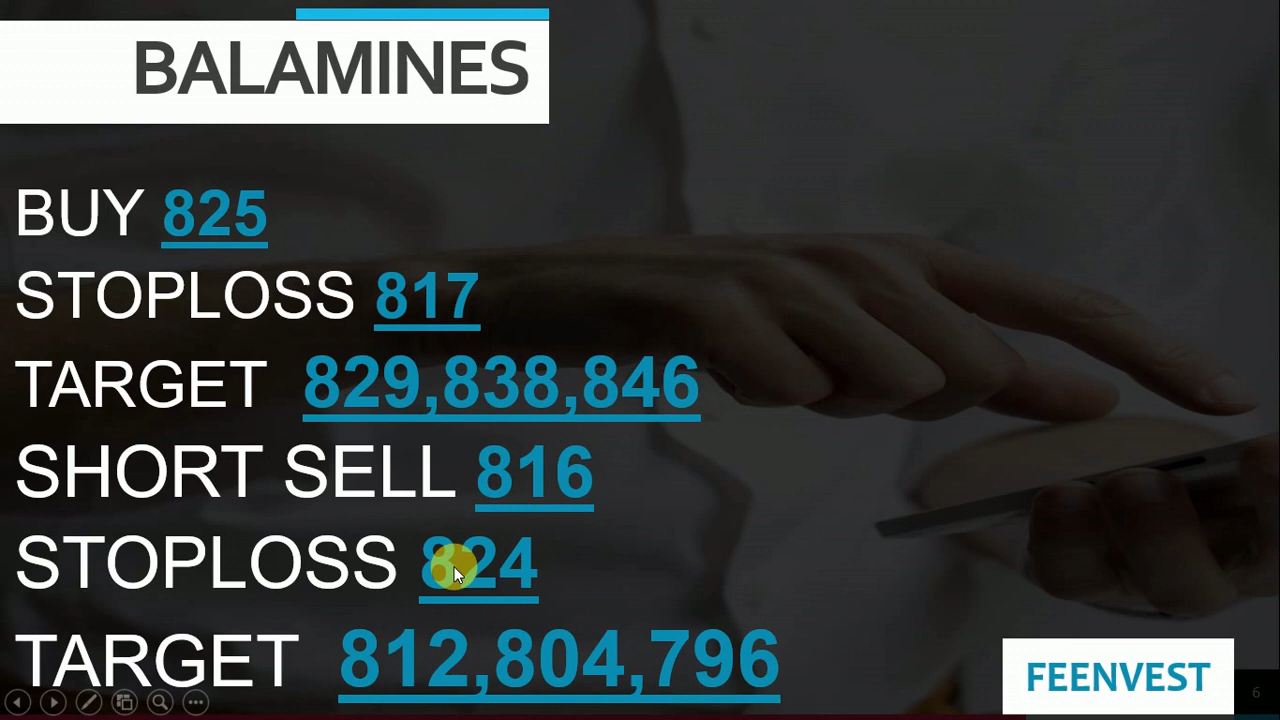 BALAMINES
BUY 825
STOPLOSS 817
TARGET 829,838,846
SHORT SELL 816
STOPLOSS 824
TARGET 812,804,796
FEENVEST
6